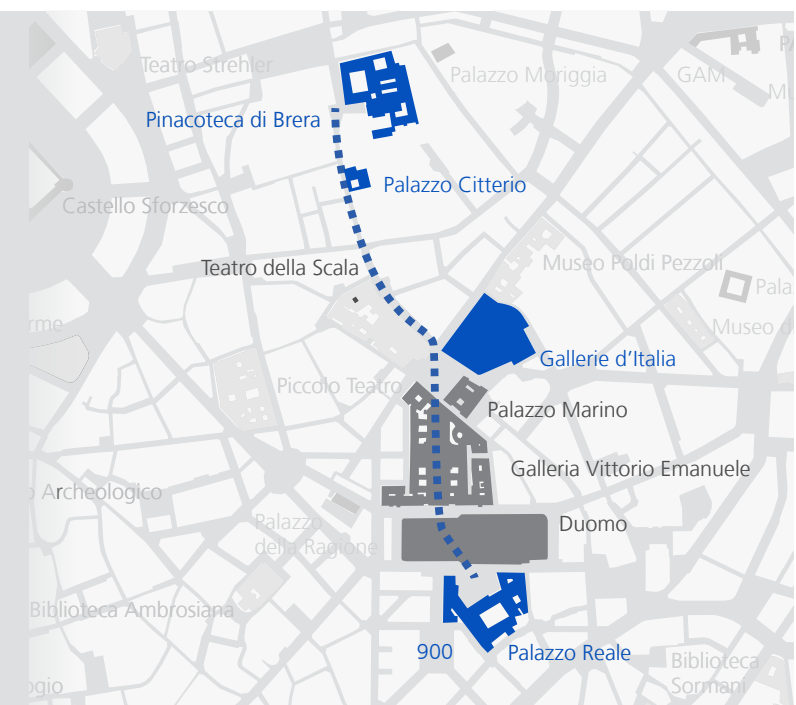 Teatro Strehler
Palazzo Moriggia
GAM
Pinacoteca di Brera
Palazzo Citterio
Castello Sforzesco
Teatro della Scala
Museo Poldi Pezzoli
Pala
Museo d
Gallerie d’Italia
Piccolo Teatro
Palazzo Marino
Galleria Vittorio Emanuele
Archeologico
Duomo
Palazzo
della Ragione
Biblioteca Ambrosiana
900
Palazzo Reale
Biblioteca
Sormani